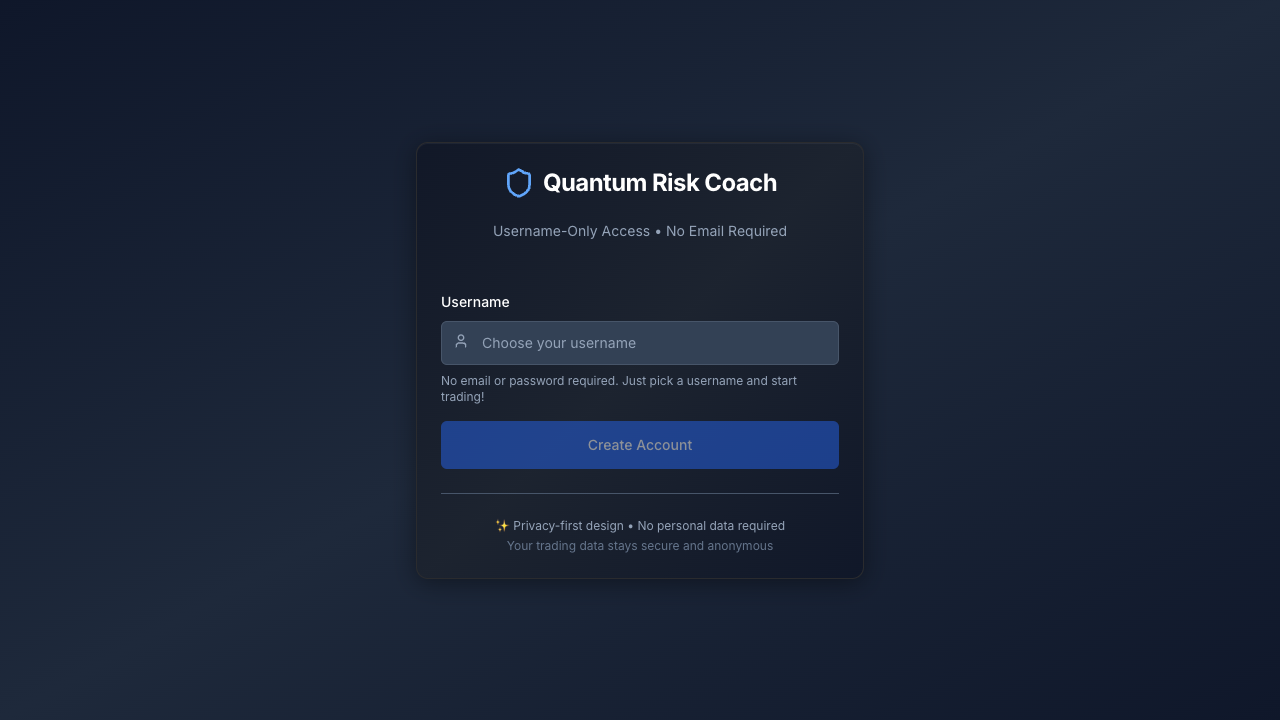 Quantum Risk Coach
Username-Only Access • No Email Required
Username
Choose your username
No email or password required. Just pick a username and start
trading!
Create Account
✨ Privacy-first design • No personal data required
Your trading data stays secure and anonymous